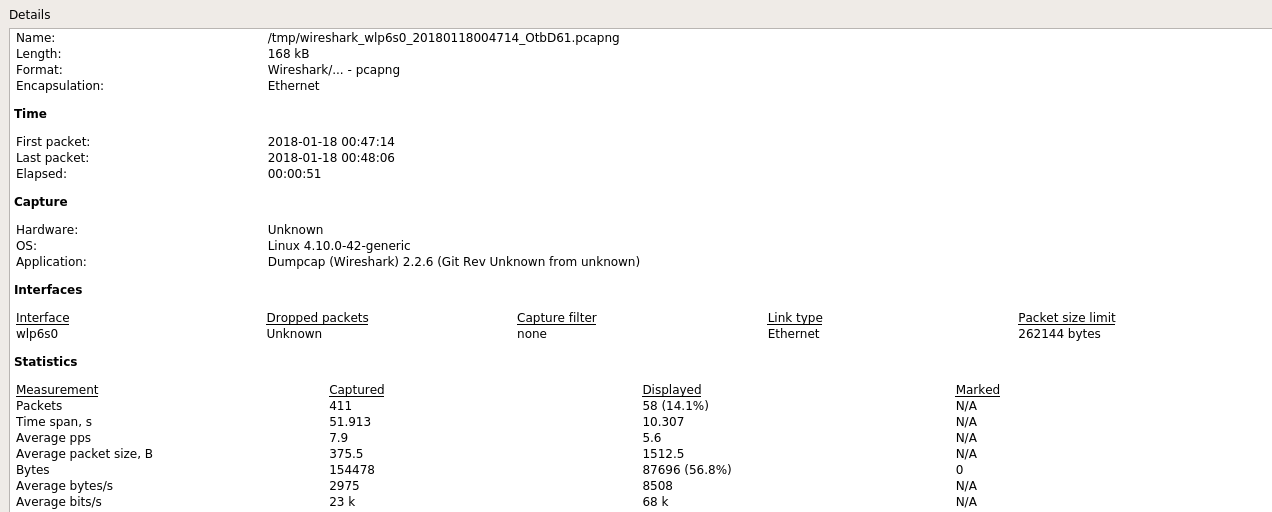 Details
Name: /tmp/wireshark_wlp6s0_20180118004714_OtbD61.pcapng
Length: 168 kB
Format: Wireshark/... - pcapng
Encapsulation: Ethernet
Time
First packet: 2018-01-18 00:47:14
Last packet: 2018-01-18 00:48:06
Elapsed: 00:00:51
Capture
Hardware: Unknown
OS: Linux 4.10.0-42-generic
Application: Dumpcap (Wireshark) 2.2.6 (Git Rev Unknown from unknown)
Interfaces
Interface Dropped packets Capture filter Link type Packet size limit
wlp6s0 Unknown none Ethernet 262144 bytes
Statistics
Measurement Captured Displayed Marked
Packets 411 58 (14.1%) N/A
Time span, s 51.913 10.307 N/A
Average pps 7.9 5.6 N/A
Average packet size, B 375.5 1512.5 N/A
Bytes 154478 87696 (56.8%) 0
Average bytes/s 2975 8508 N/A
Average bits/s 23 k 68 k N/A